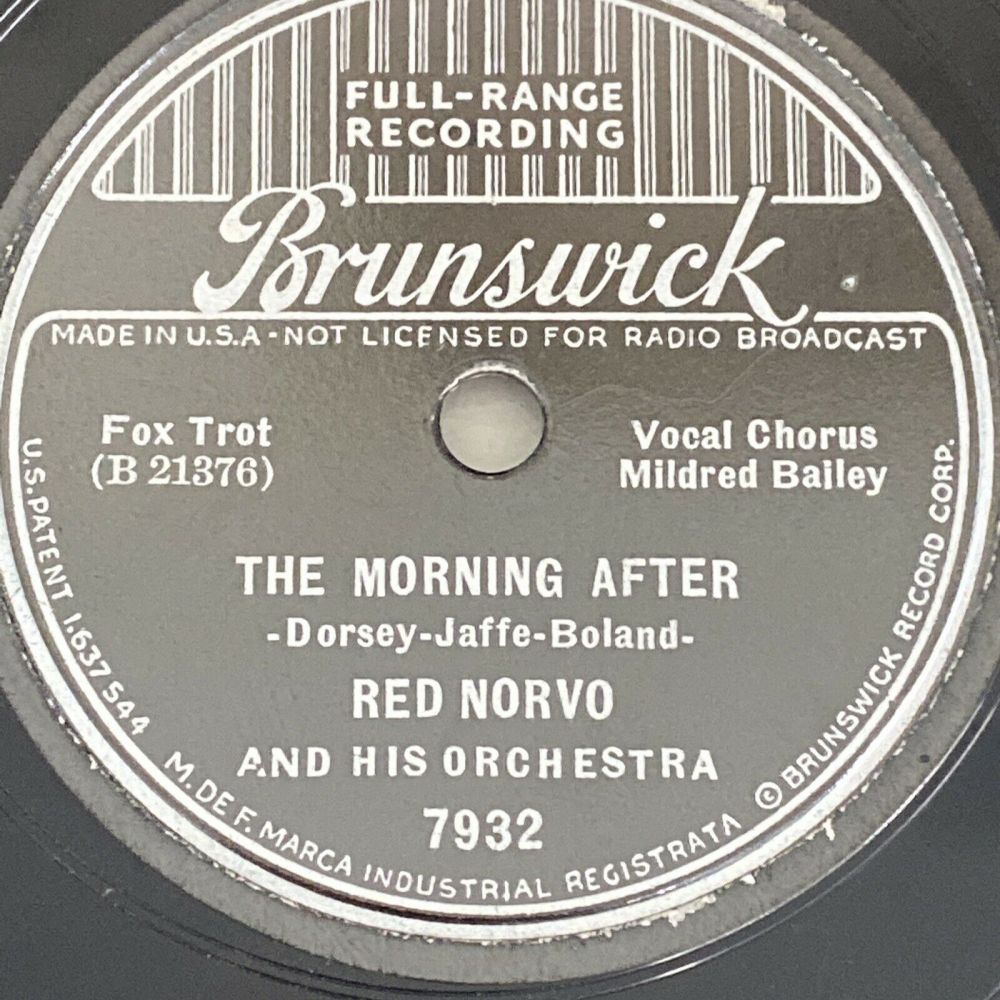 FULL-RANGE
RECORDING
Brunswick
MADE IN U.S.A-NOT LICENSED FOR RADIO BROADCAST
Fox Trot
(B 21376)
Vocal Chorus
Mildred Bailey
THE MORNING AFTER
-Dorsey-Jaffe-Boland-
RED NORVO
AND HIS ORCHESTRA
7932
U.S. PATENT 1.637544 M. DE F. MARCA INDUSTRIAL REGISTRATA © BRUNSWICK RECORD CORP.